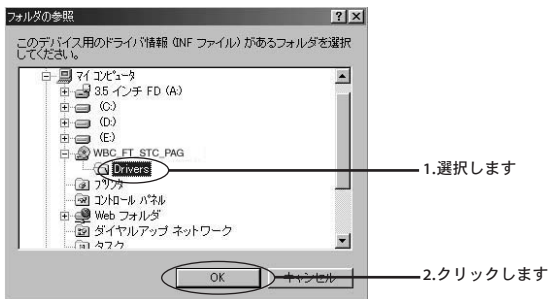 フォルダの参照
このデバイス用のドライバ情報 (INF ファイル) があるフォルダを選択
してください。
マイ コンピュータ
3.5 インチ FD (A:)
(C:)
(D:)
(E:)
WBC_FT_STC_PAG
Drivers
1.選択します
プリンタ
コントロール パネル
Web フォルダ
ダイヤルアップ ネットワーク
タスク
OK
キャンセル
2.クリックします